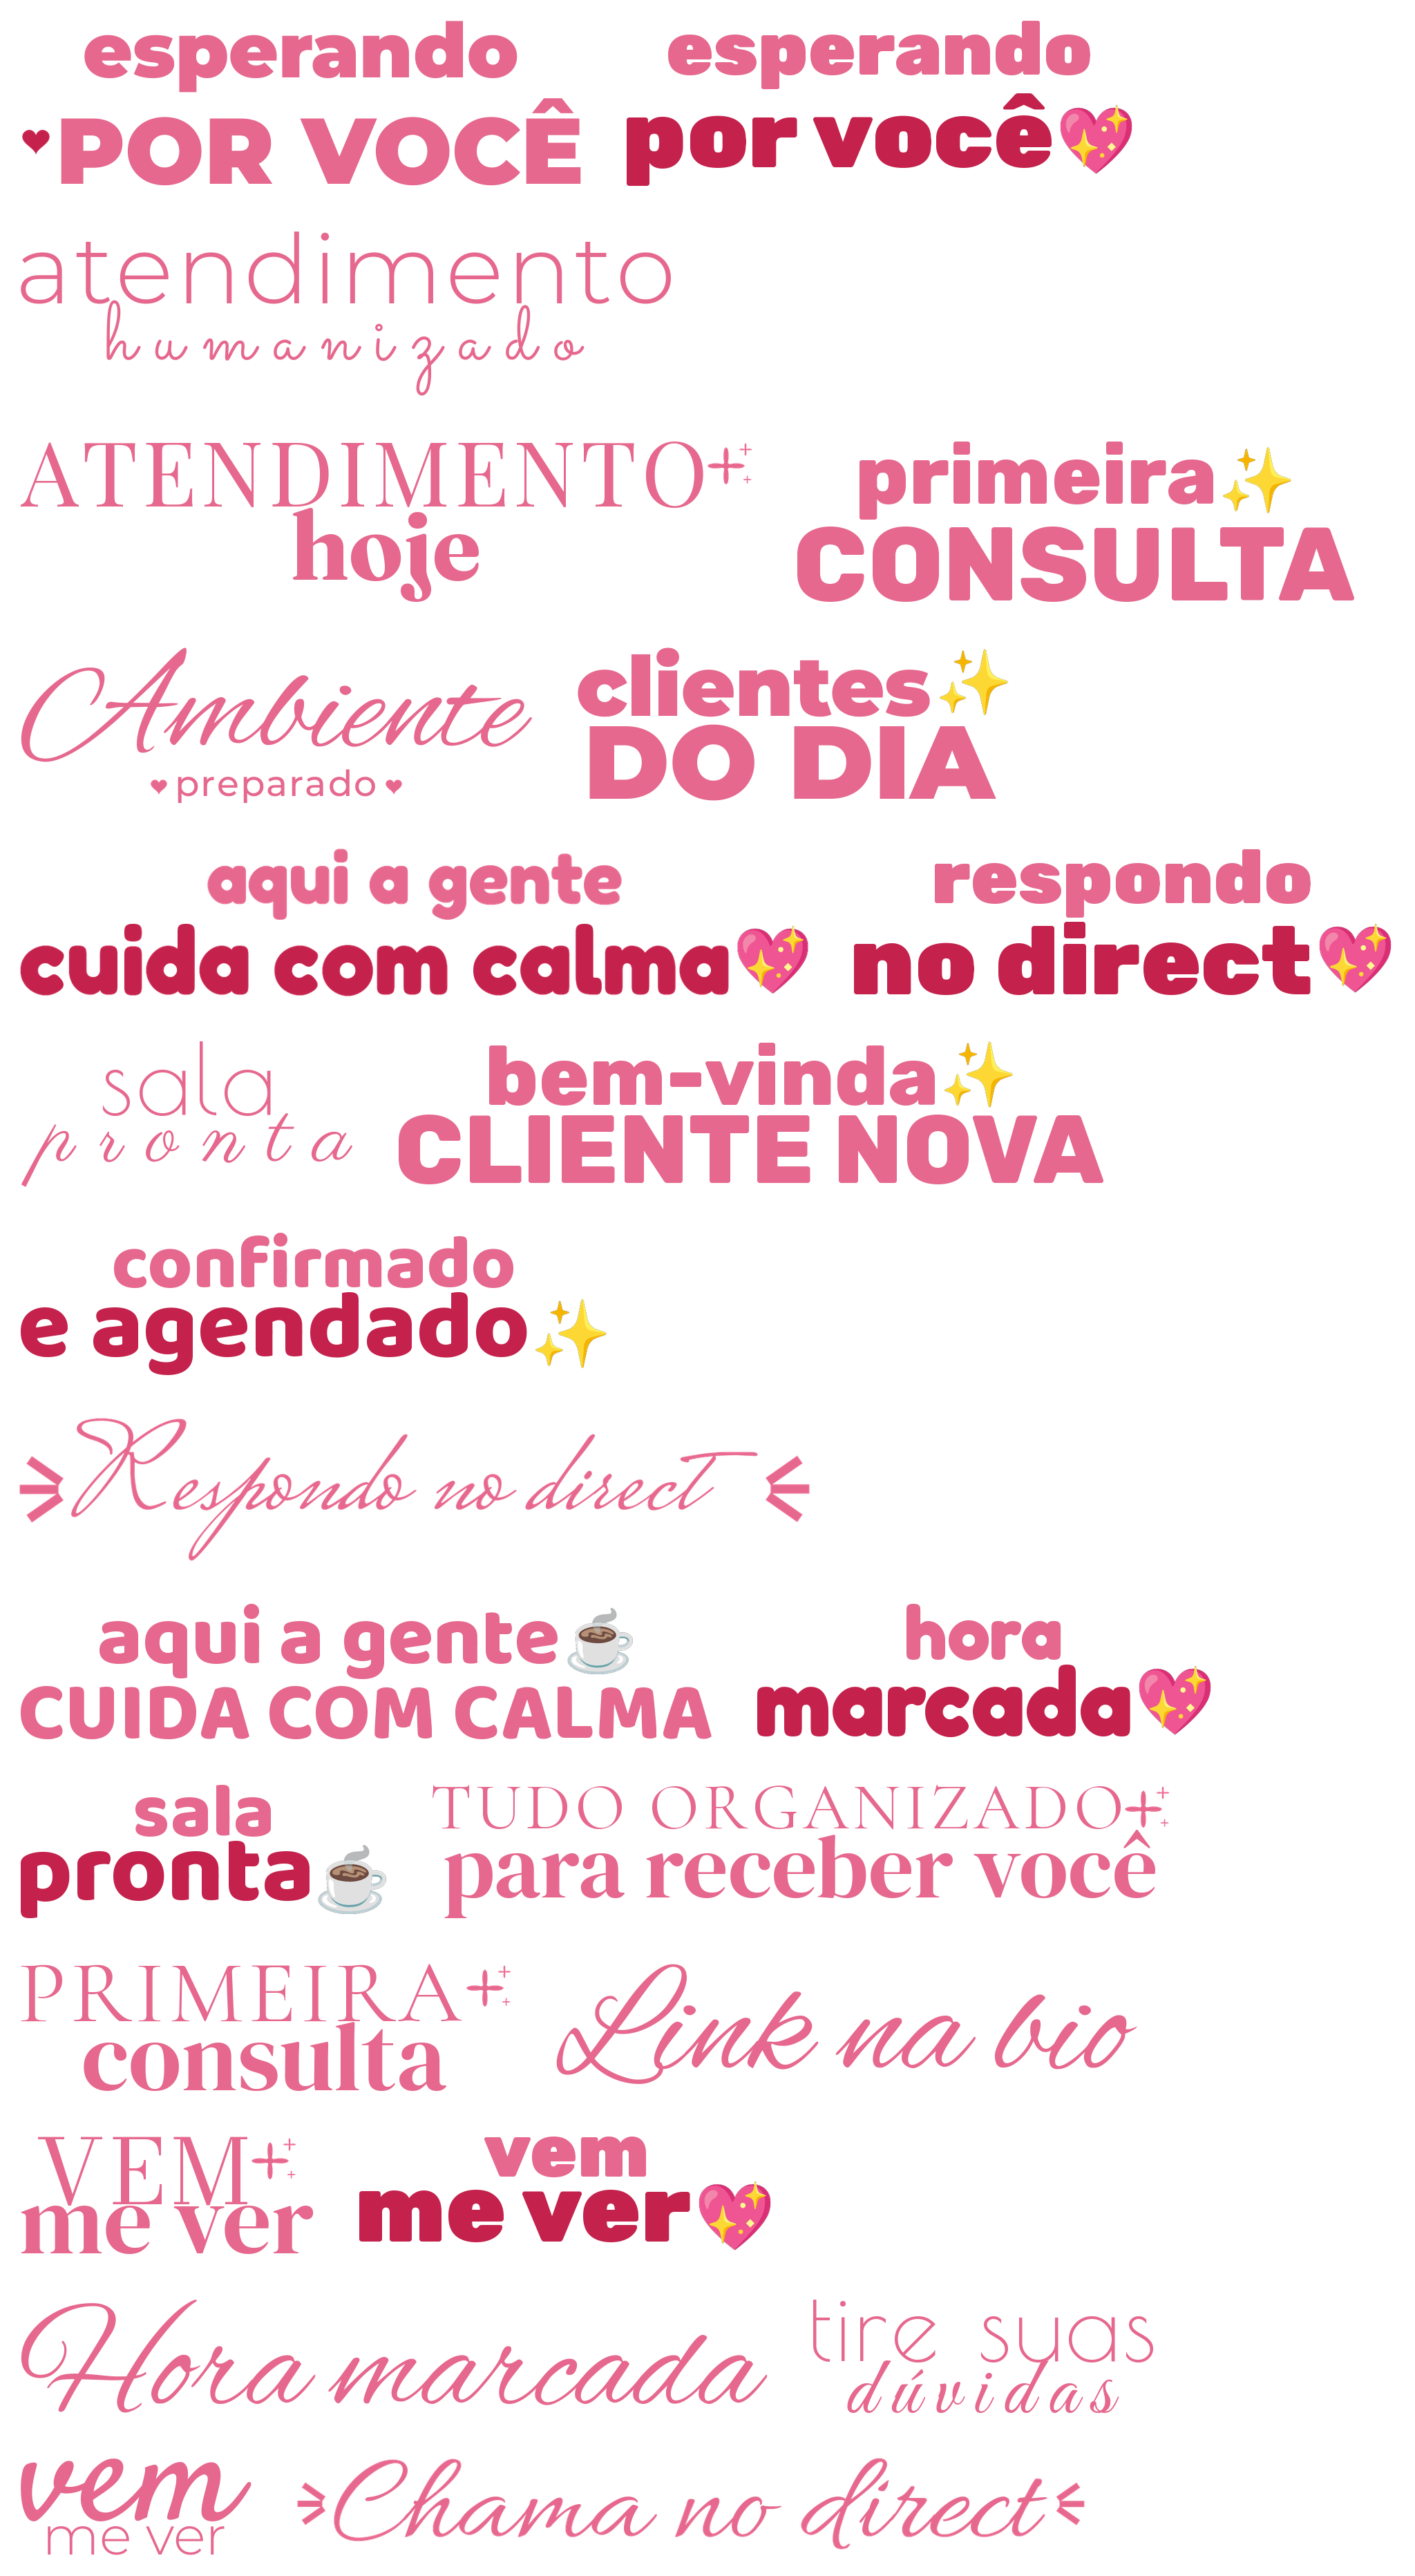 esperando
♥POR VOCÊ
esperando
por você💖
atendimento
humanizado
ATENDIMENTO
hoje
primeira✨
CONSULTA
Ambiente
♥ preparado ♥
clientes✨
DO DIA
aqui a gente
cuida com calma💖
respondo
no direct💖
sala
pronta
bem-vinda✨
CLIENTE NOVA
confirmado
e agendado✨
Respondo no direct
aqui a gente☕
CUIDA COM CALMA
hora
marcada💖
sala
pronta☕
TUDO ORGANIZADO
para receber você
PRIMEIRA
consulta
Link na bio
VEM
me ver
vem
me ver💖
Hora marcada
tire suas
dúvidas
vem
me ver
Chama no direct